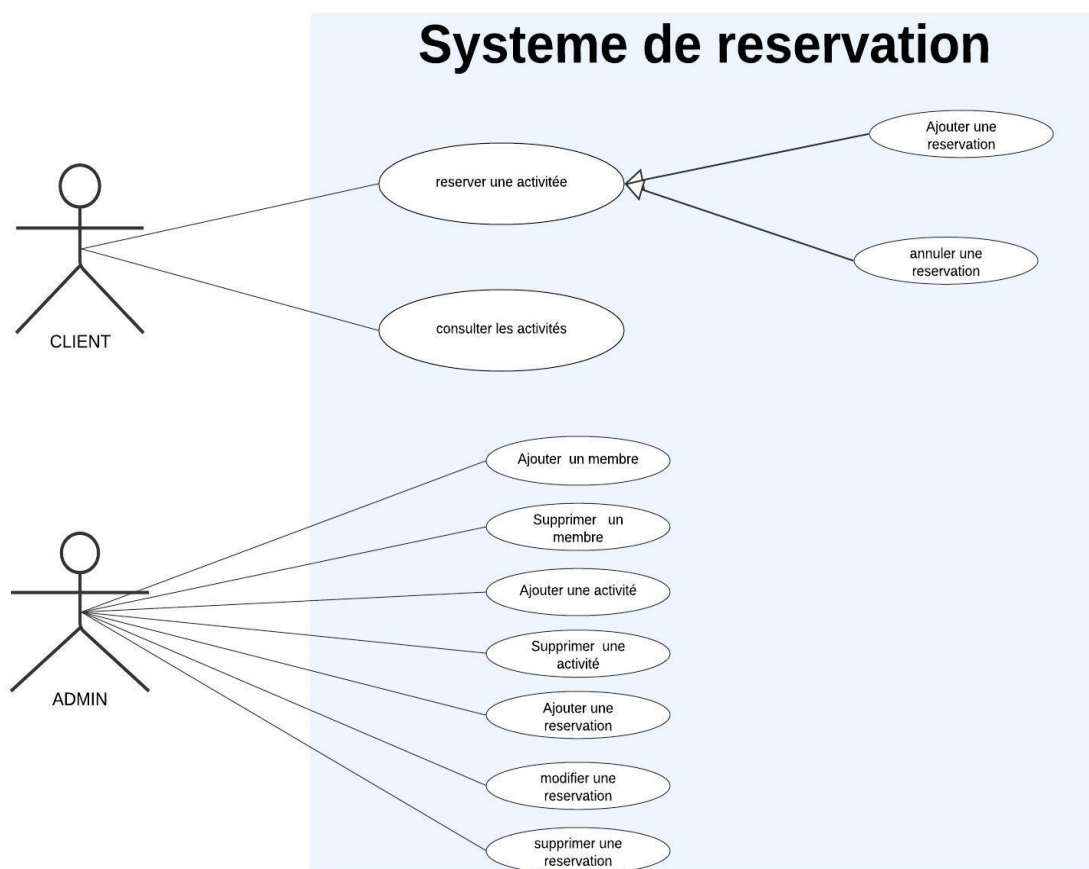 Systeme de reservation
Ajouter une
reservation
reserver une activitée
annuler une
reservation
consulter les activités
CLIENT
Ajouter un membre
Supprimer un
membre
Ajouter une activité
Supprimer une
activité
ADMIN
Ajouter une
reservation
modifier une
reservation
supprimer une
reservation